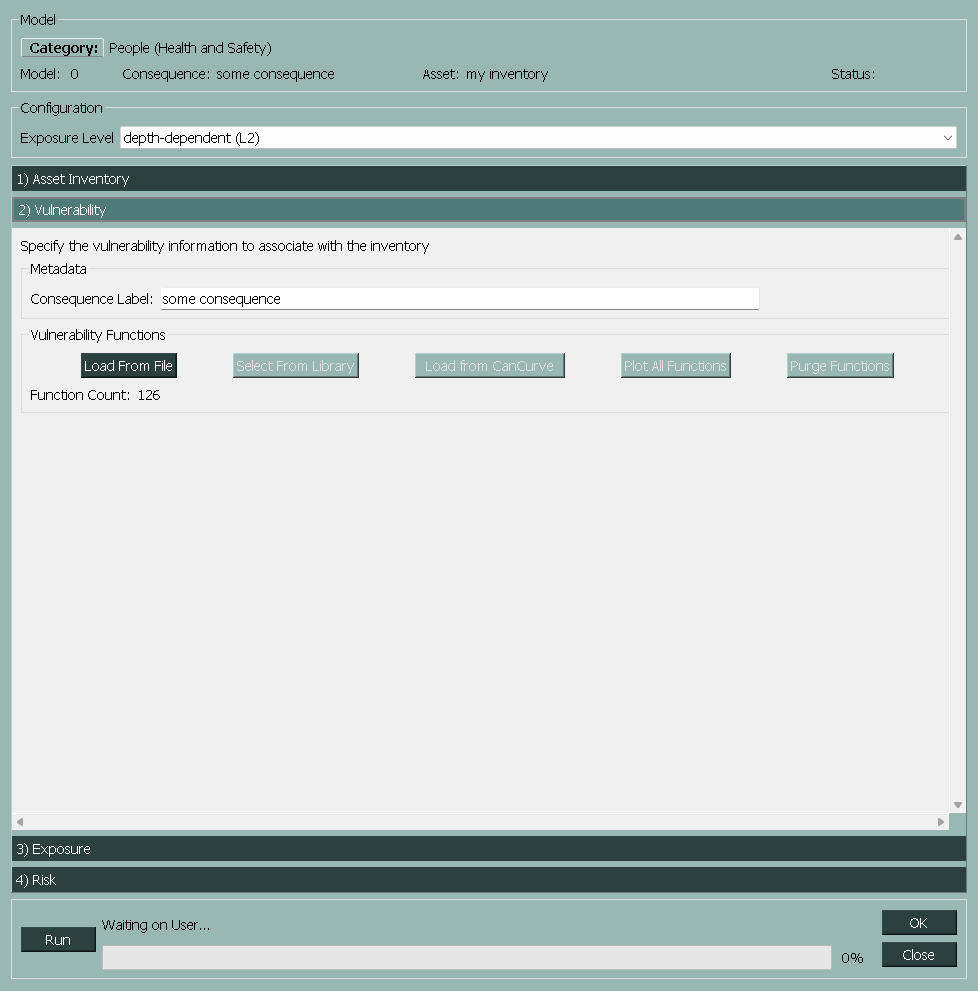 Model
Category: People (Health and Safety)
Model: 0 Consequence: some consequence Asset: my inventory Status:
Configuration
Exposure Level depth-dependent (L2)
1) Asset Inventory
2) Vulnerability
Specify the vulnerability information to associate with the inventory
Metadata
Consequence Label: some consequence
Vulnerability Functions
Load From File Select From Library Load from CanCurve Plot All Functions Purge Functions
Function Count: 126
3) Exposure
4) Risk
Waiting on User...
Run
0%
OK
Close